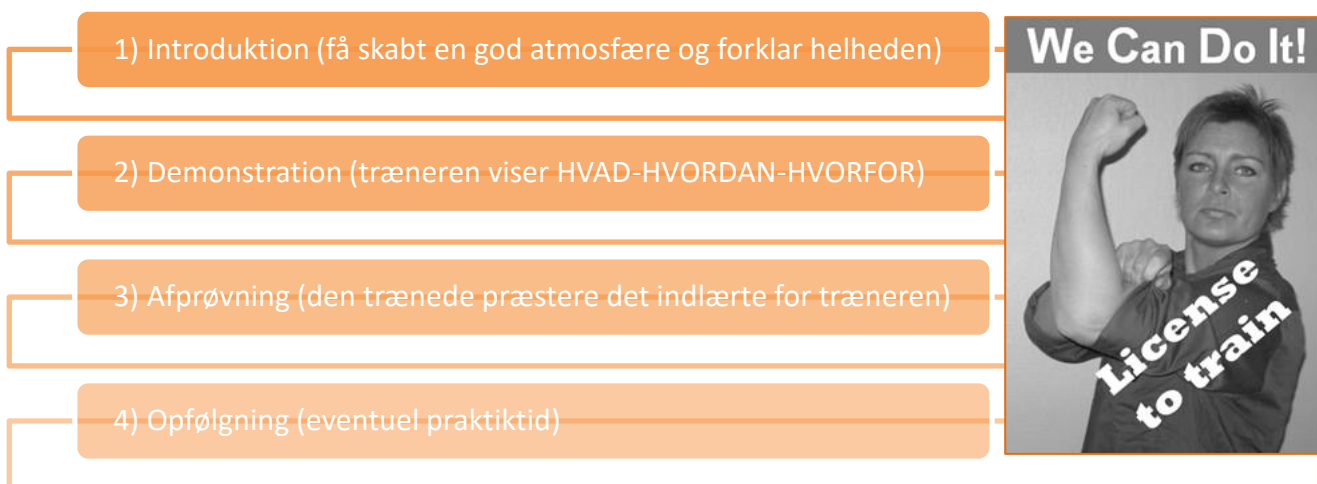 1) Introduktion (få skabt en god atmosfære og forklar helheden)
2) Demonstration (træneren viser HVAD-HVORDAN-HVORFOR)
3) Afprøvning (den trænede præstere det indlærte for træneren)
4) Opfølgning (eventuel praktiktid)
We Can Do It!
License
to train